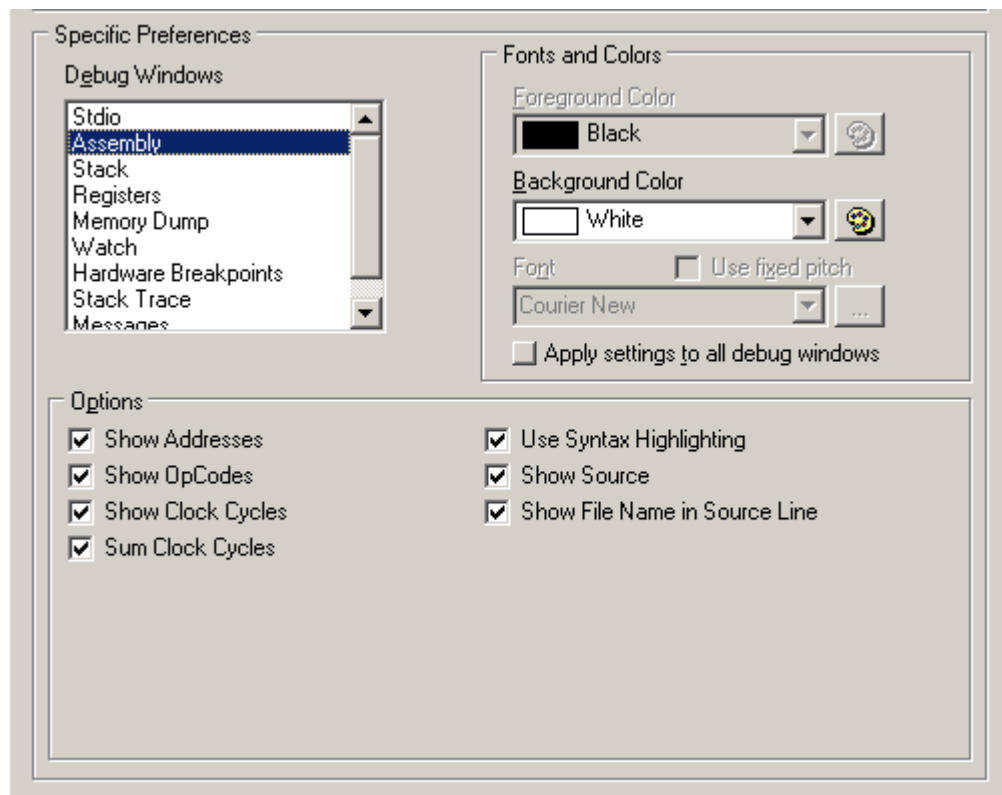 Specific Preferences
Debug Windows
Stdio
Assembly
Stack
Registers
Memory Dump
Watch
Hardware Breakpoints
Stack Trace
Messages
Fonts and Colors
Foreground Color
Black
Background Color
White
Font
Use fixed pitch
Courier New
...
Apply settings to all debug windows
Options
Show Addresses
Show OpCodes
Show Clock Cycles
Sum Clock Cycles
Use Syntax Highlighting
Show Source
Show File Name in Source Line